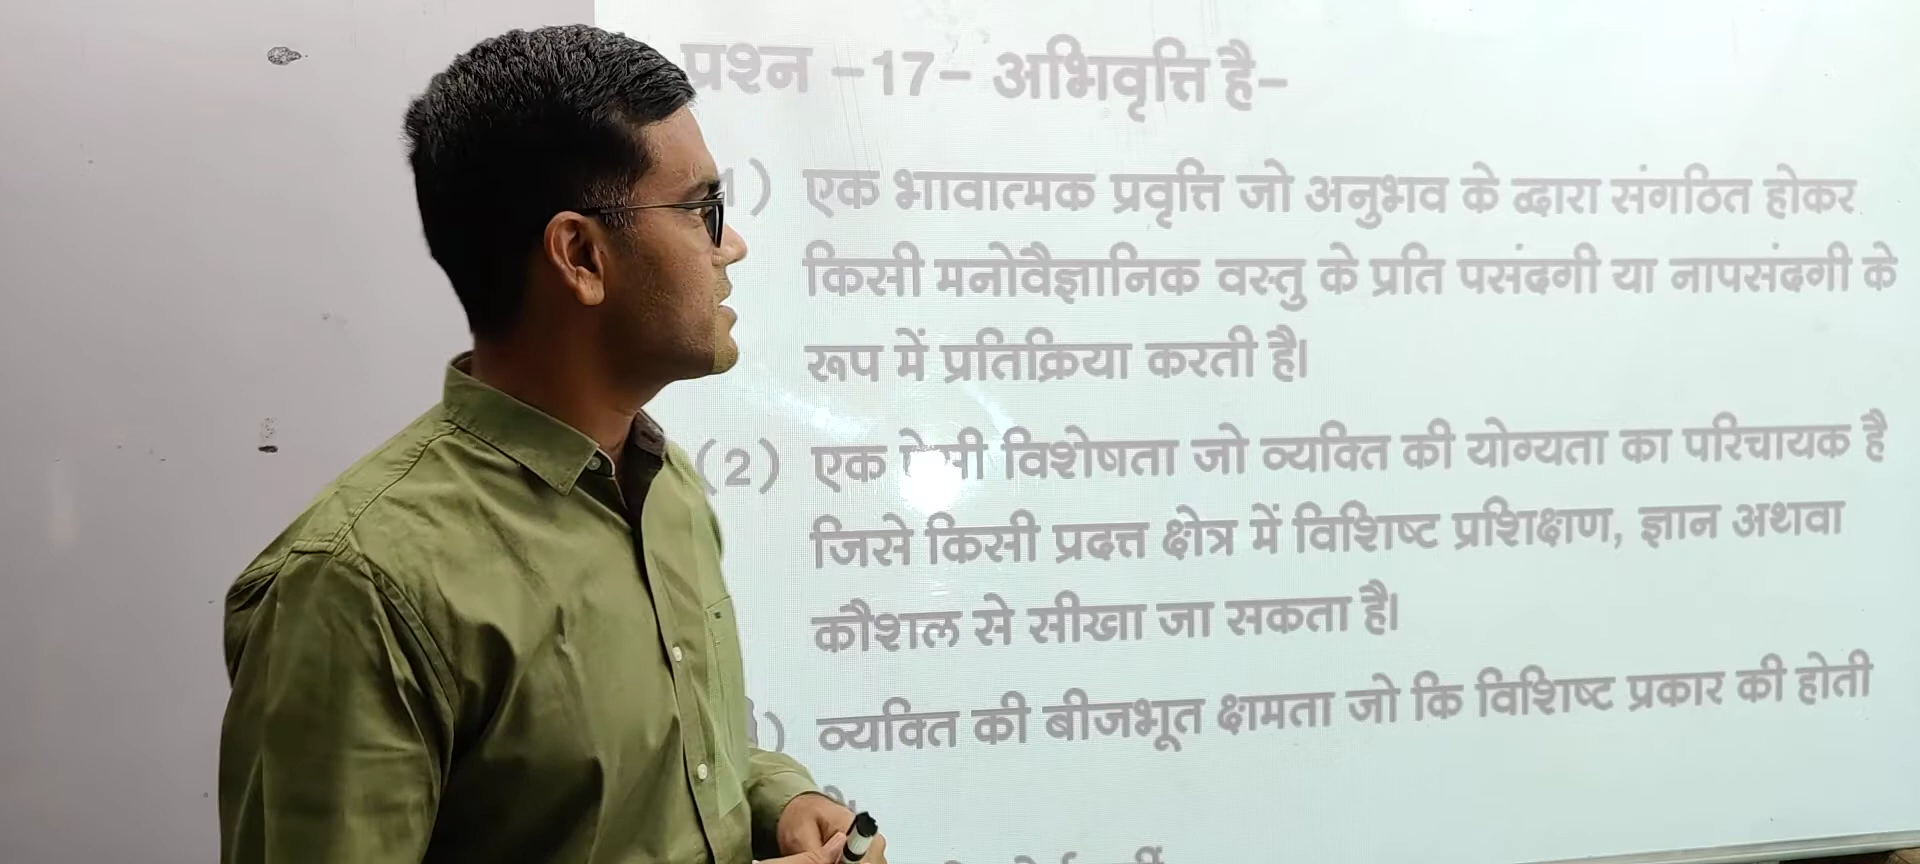 प्रश्न -17- अभिवृत्ति है-
1) एक भावात्मक प्रवृत्ति जो अनुभव के द्वारा संगठित होकर
किसी मनोवैज्ञानिक वस्तु के प्रति पसंदगी या नापसंदगी के
रूप में प्रतिक्रिया करती है।
(2) एक विशेषता जो व्यक्ति की योग्यता का परिचायक है
जिसे किसी प्रदत्त क्षेत्र में विशिष्ट प्रशिक्षण, ज्ञान अथवा
कौशल से सीखा जा सकता है।
) व्यक्ति की बीजभूत क्षमता जो कि विशिष्ट प्रकार की होती